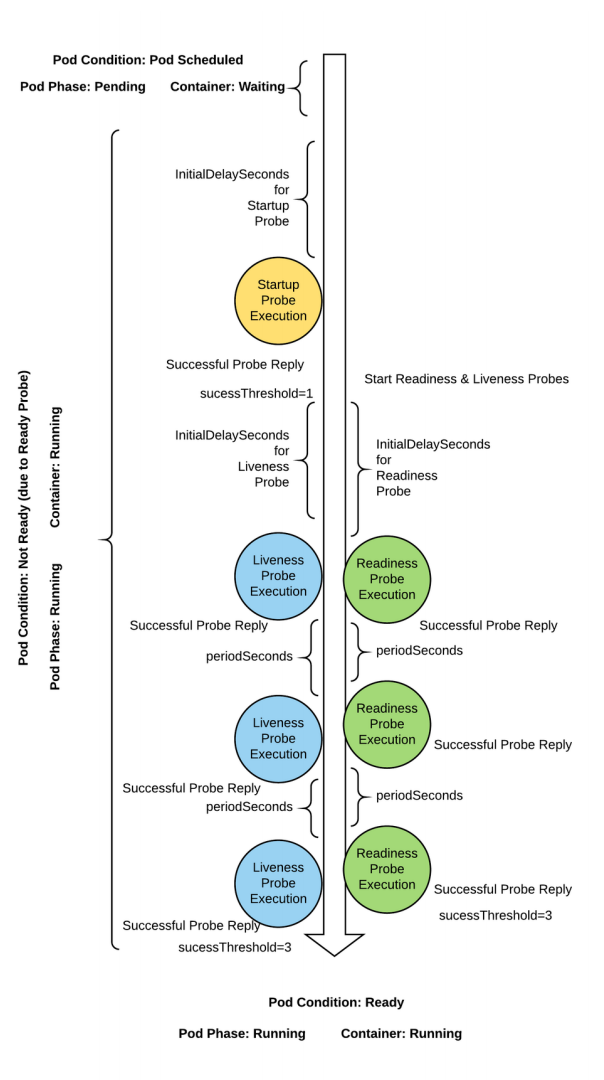 Pod Condition: Pod Scheduled
Pod Phase: Pending Container: Waiting
InitialDelaySeconds
for
Startup
Probe
Startup
Probe
Execution
Successful Probe Reply
sucessThreshold=1
Start Readiness & Liveness Probes
InitialDelaySeconds
for
Liveness
Probe
InitialDelaySeconds
for
Readiness
Probe
Pod Condition: Not Ready (due to Ready Probe)
Pod Phase: Running Container: Running
Liveness
Probe
Execution
Readiness
Probe
Execution
Successful Probe Reply
Successful Probe Reply
periodSeconds
periodSeconds
Liveness
Probe
Execution
Readiness
Probe
Execution
Successful Probe Reply
Successful Probe Reply
periodSeconds
periodSeconds
Liveness
Probe
Execution
Readiness
Probe
Execution
Successful Probe Reply
sucessThreshold=3
Successful Probe Reply
sucessThreshold=3
Pod Condition: Ready
Pod Phase: Running Container: Running